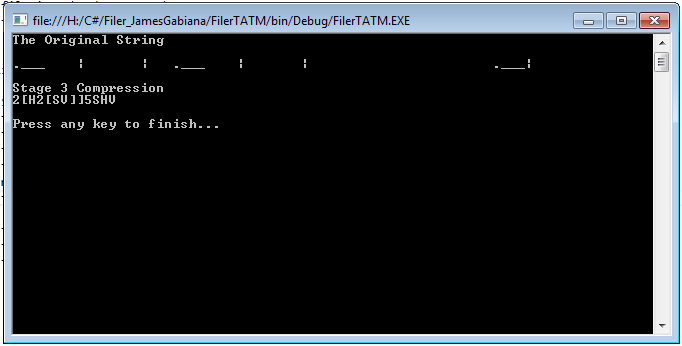 file:///H:/C#/Filer_JamesGabiana/FilerTATM/bin/Debug/FilerTATM.EXE
The Original String
.___    ¦       ¦   .___    ¦       ¦                       .___¦
Stage 3 Compression
2[H2[SV]]5SHV
Press any key to finish...